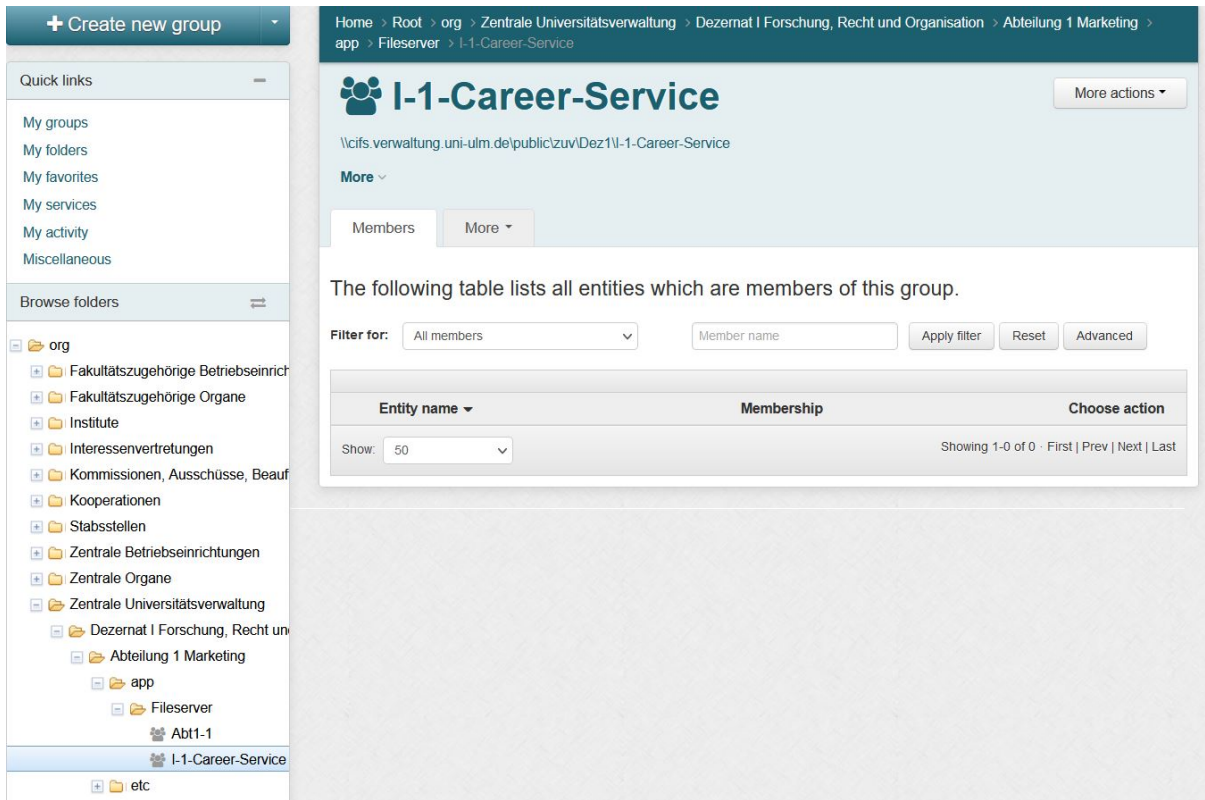 Create new group
Quick links
My groups
My folders
My favorites
My services
My activity
Miscellaneous
Browse folders
org
Fakultätszugehörige Betriebseinrich
Fakultätszugehörige Organe
Institute
Interessenvertretungen
Kommissionen, Ausschüsse, Beauf
Kooperationen
Stabsstellen
Zentrale Betriebseinrichtungen
Zentrale Organe
Zentrale Universitätsverwaltung
Dezernat I Forschung, Recht un
Abteilung 1 Marketing
app
Fileserver
Abt1-1
I-1-Career-Service
etc
Home > Root > org > Zentrale Universitätsverwaltung > Dezernat I Forschung, Recht und Organisation > Abteilung 1 Marketing >
app > Fileserver > I-1-Career-Service
I-1-Career-Service
More actions
\\cifs.verwaltung.uni-ulm.de\public\zuv\Dez1\I-1-Career-Service
More
Members More
The following table lists all entities which are members of this group.
Filter for: All members Member name Apply filter Reset Advanced
Entity name Membership Choose action
Show: 50 Showing 1-0 of 0 · First | Prev | Next | Last